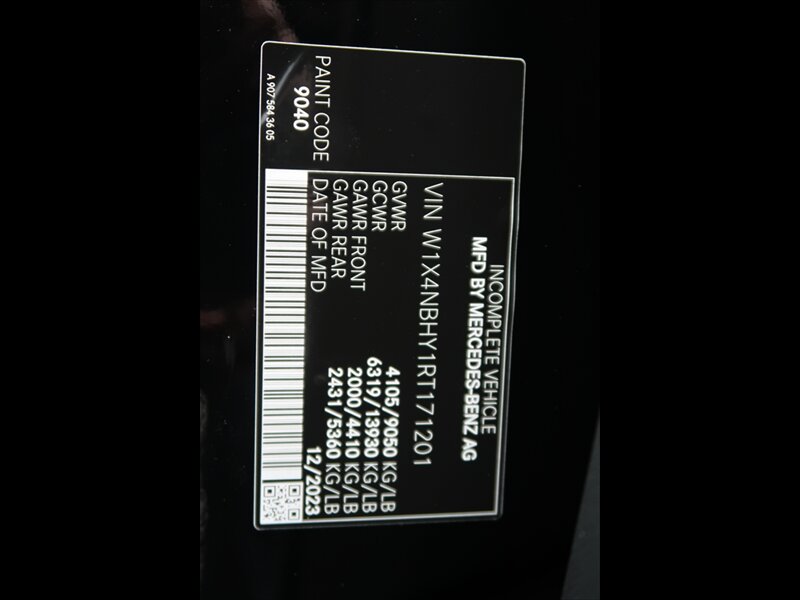 INCOMPLETE VEHICLE
MFD BY MERCEDES-BENZ AG
VIN W1X4NBHY1RT171201
GVWR 4105/9050 KG/LB
GCWR 6319/13930 KG/LB
GAWR FRONT 2000/4410 KG/LB
GAWR REAR 2431/5360 KG/LB
DATE OF MFD 12/2023
PAINT CODE
9040
A 907 584 36 05